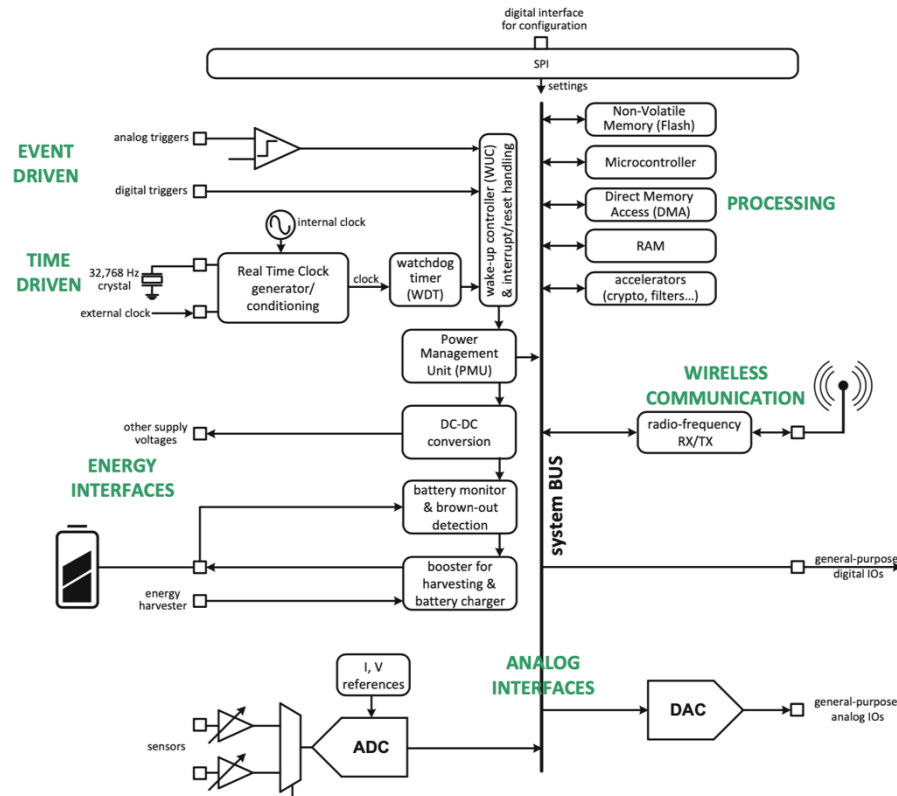 digital interface
for configuration
SPI
settings
analog triggers
EVENT
DRIVEN
digital triggers
wake-up controller (WUC)
& interrupt/reset handling
Non-Volatile
Memory (Flash)
Microcontroller
Direct Memory
Access (DMA)
PROCESSING
RAM
accelerators
(crypto, filters...)
internal clock
TIME
DRIVEN
32,768 Hz
crystal
Real Time Clock
generator/
conditioning
clock
watchdog
timer
(WDT)
external clock
Power
Management
Unit (PMU)
WIRELESS
COMMUNICATION
other supply
voltages
DC-DC
conversion
radio-frequency
RX/TX
ENERGY
INTERFACES
battery monitor
& brown-out
detection
system BUS
booster for
harvesting &
battery charger
energy
harvester
general-purpose
digital IOs
I, V
references
ANALOG
INTERFACES
sensors
ADC
DAC
general-purpose
analog IOs